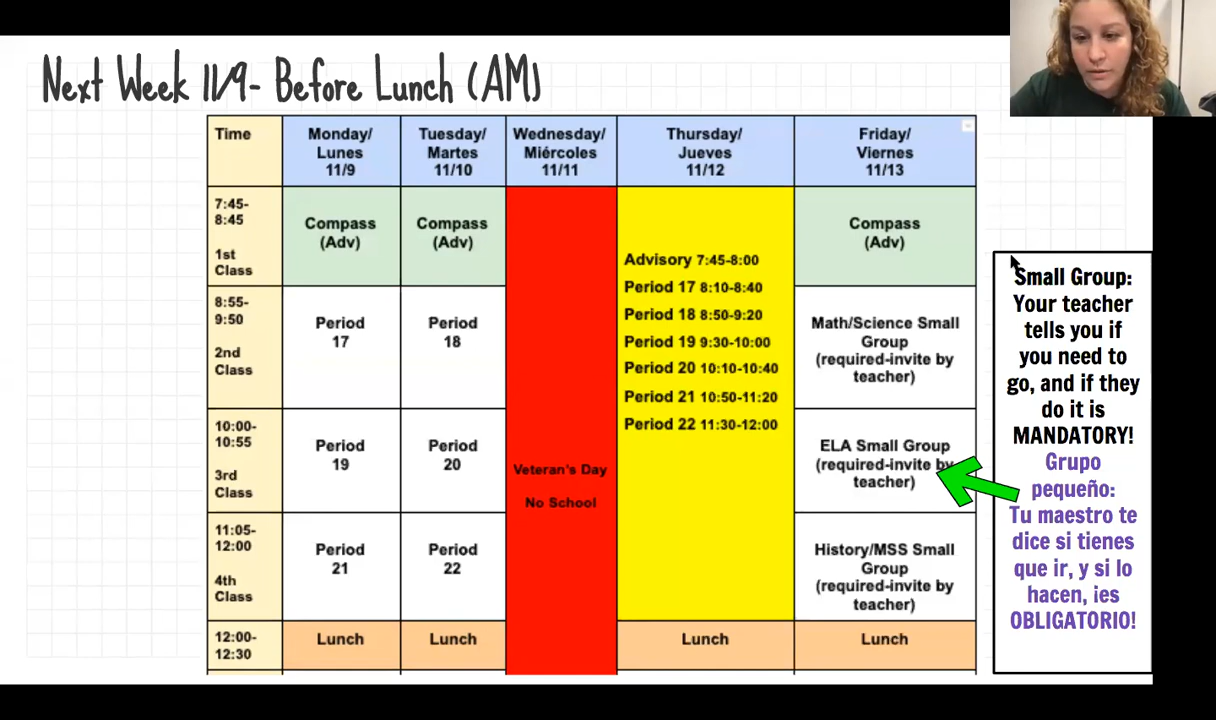 Next Week 11/9- Before Lunch (AM)
Time
Monday/
Lunes
11/9
Tuesday/
Martes
11/10
Wednesday/
Miércoles
11/11
Thursday/
Jueves
11/12
Friday/
Viernes
11/13
7:45-
8:45
1st
Class
Compass
(Adv)
Compass
(Adv)
Veteran's Day
No School
Advisory 7:45-8:00
Period 17 8:10-8:40
Period 18 8:50-9:20
Period 19 9:30-10:00
Period 20 10:10-10:40
Period 21 10:50-11:20
Period 22 11:30-12:00
Compass
(Adv)
8:55-
9:50
2nd
Class
Period
17
Period
18
Math/Science Small
Group
(required-invite by
teacher)
10:00-
10:55
3rd
Class
Period
19
Period
20
ELA Small Group
(required-invite by
teacher)
11:05-
12:00
4th
Class
Period
21
Period
22
History/MSS Small
Group
(required-invite by
teacher)
12:00-
12:30
Lunch
Lunch
Lunch
Lunch
Small Group:
Your teacher
tells you if
you need to
go, and if they
do it is
MANDATORY!
Grupo
pequeño:
Tu maestro te
dice si tienes
que ir, y si lo
hacen, ¡es
OBLIGATORIO!